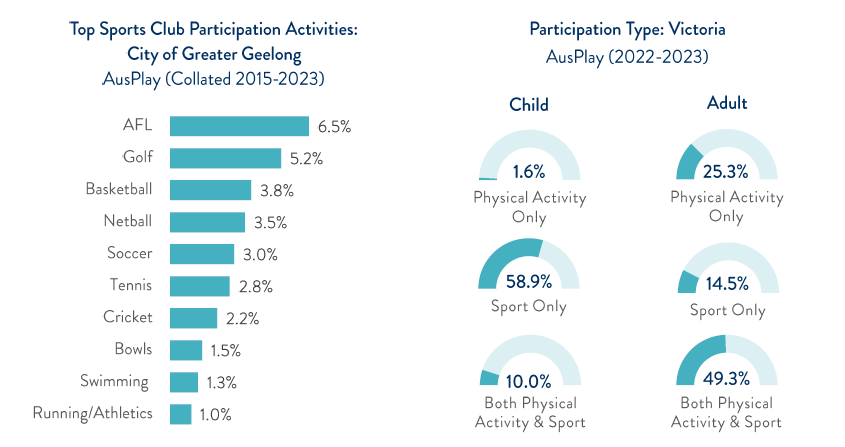 Top Sports Club Participation Activities:
City of Greater Geelong
AusPlay (Collated 2015-2023)
AFL 6.5%
Golf 5.2%
Basketball 3.8%
Netball 3.5%
Soccer 3.0%
Tennis 2.8%
Cricket 2.2%
Bowls 1.5%
Swimming 1.3%
Running/Athletics 1.0%
Participation Type: Victoria
AusPlay (2022-2023)
Child
1.6%
Physical Activity
Only
58.9%
Sport Only
10.0%
Both Physical
Activity & Sport
Adult
25.3%
Physical Activity
Only
14.5%
Sport Only
49.3%
Both Physical
Activity & Sport